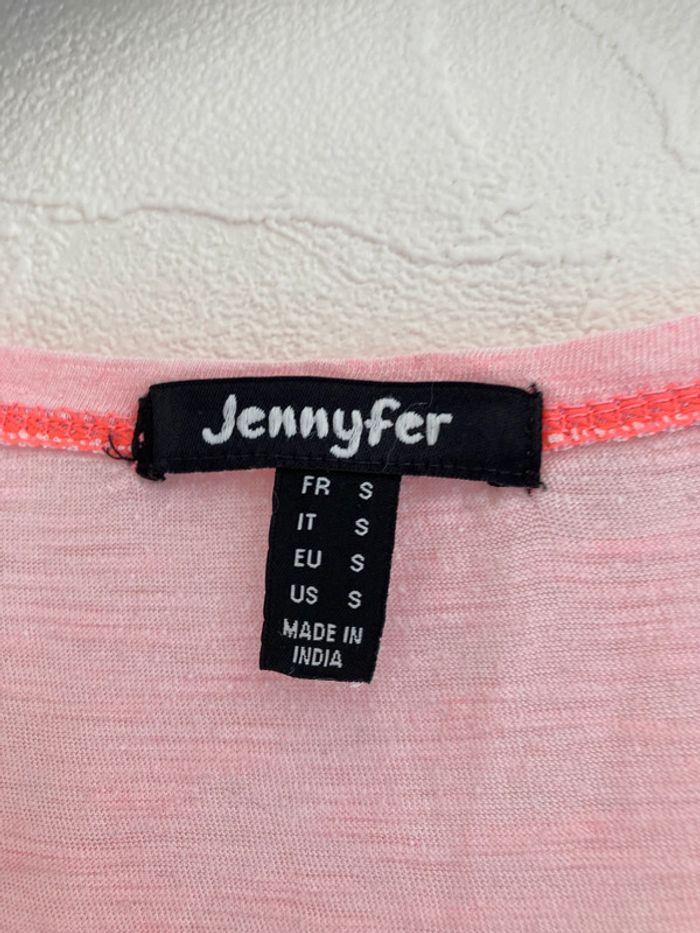 Jennyfer
FR S
IT S
EU S
US S
MADE IN
INDIA